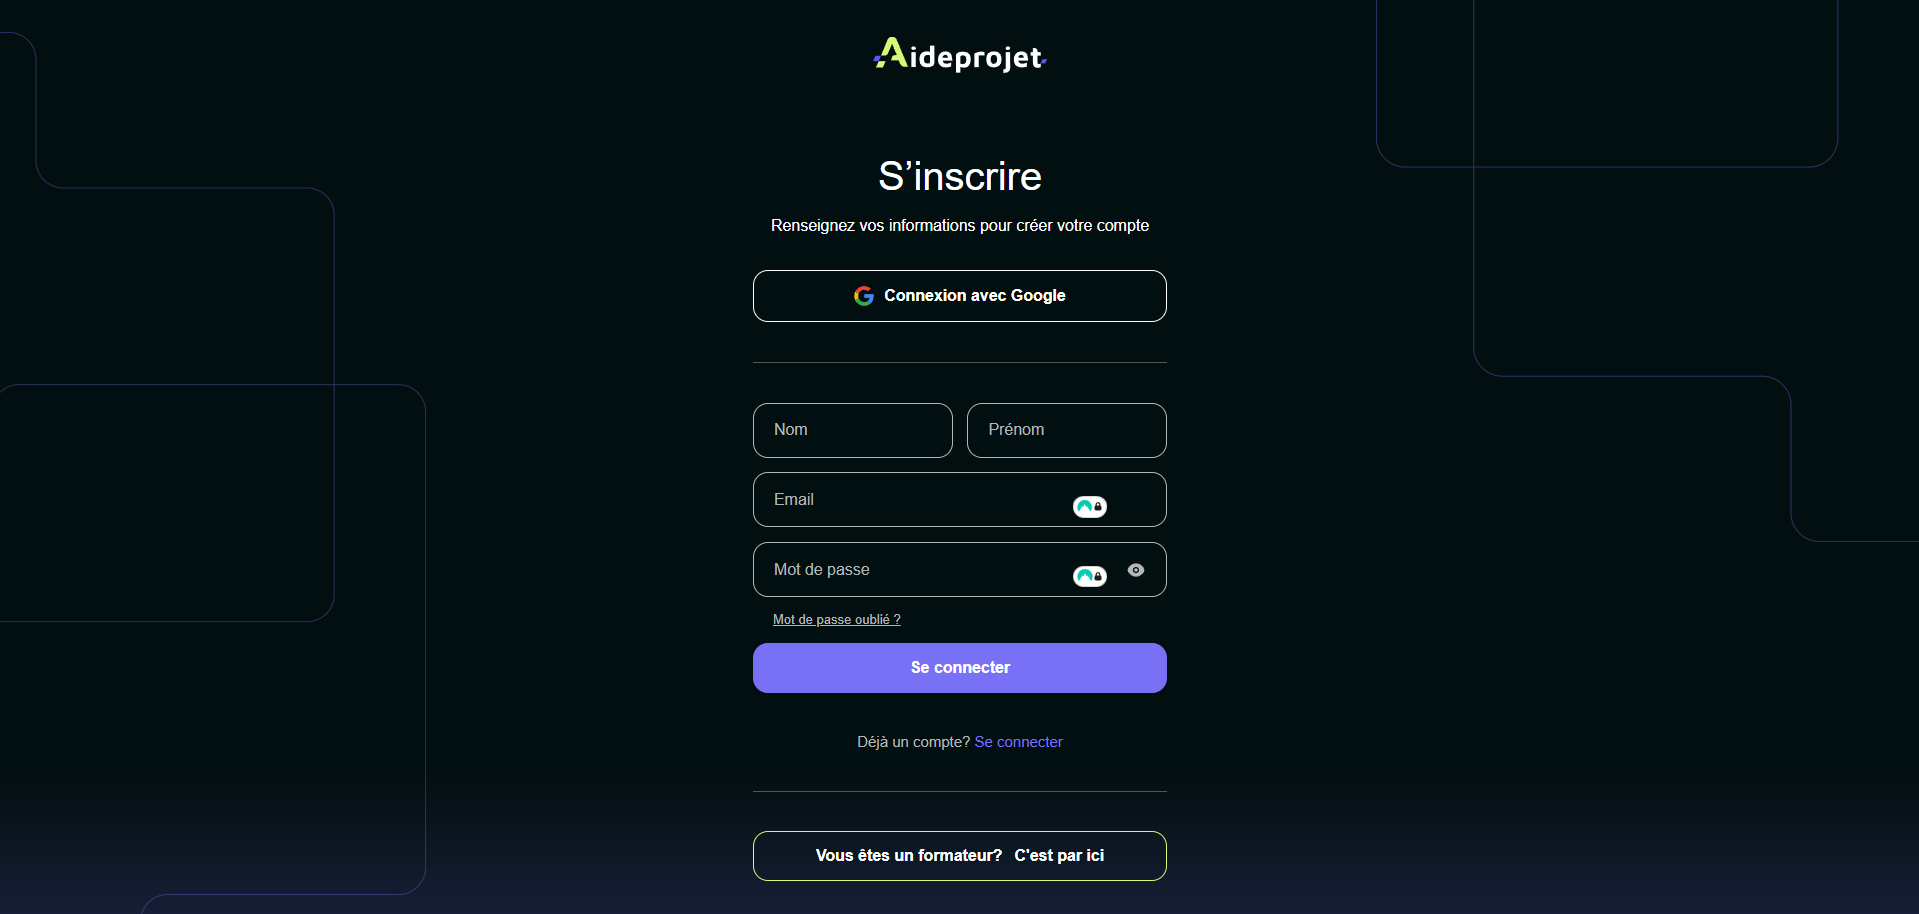 Aideprojet
S’inscrire
Renseignez vos informations pour créer votre compte
Connexion avec Google
Nom
Prénom
Email
Mot de passe
Mot de passe oublié ?
Se connecter
Déjà un compte? Se connecter
Vous êtes un formateur? C'est par ici